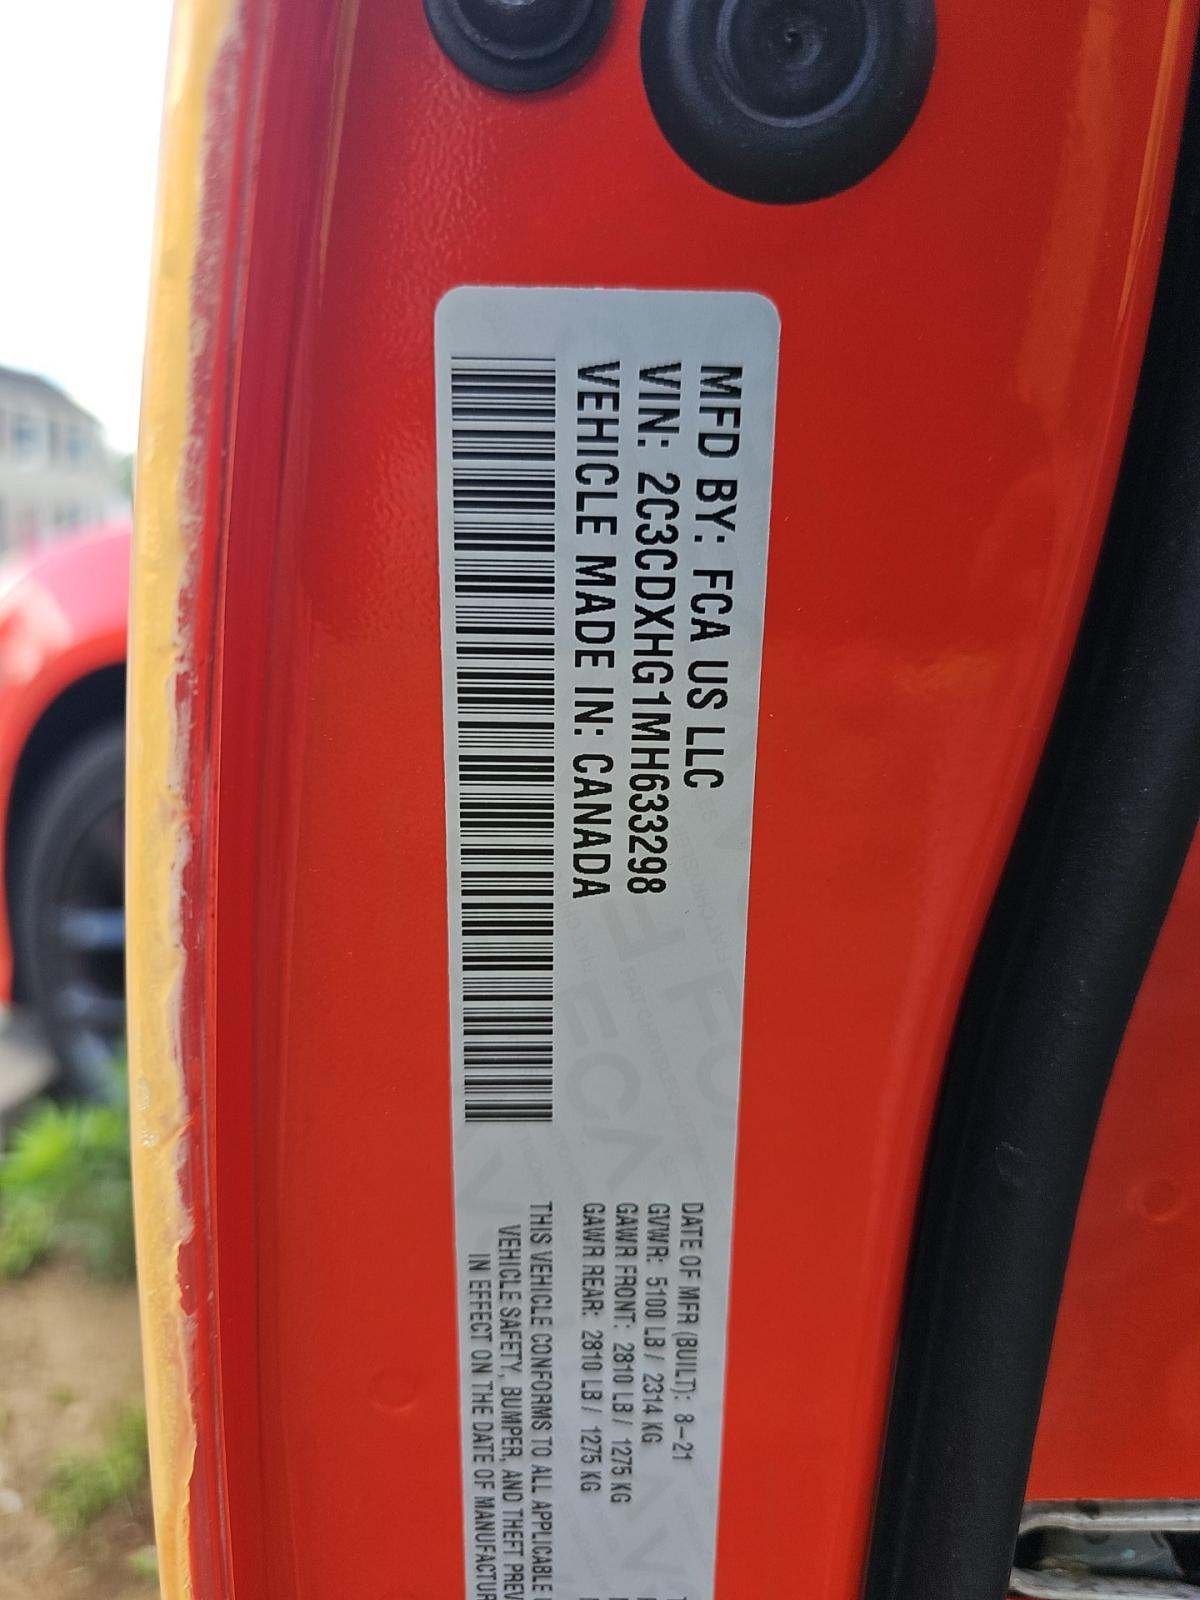 MFD BY: FCA US LLC
VIN: 2C3CDXHG1MH633298
VEHICLE MADE IN: CANADA
DATE OF MFR (BUILT): 8-21
GVWR: 5100 LB / 2314 KG
GAWR FRONT: 2810 LB / 1275 KG
GAWR REAR: 2810 LB / 1275 KG
THIS VEHICLE CONFORMS TO ALL APPLICABLE
VEHICLE SAFETY, BUMPER, AND THEFT PREV
IN EFFECT ON THE DATE OF MANUFACTUR